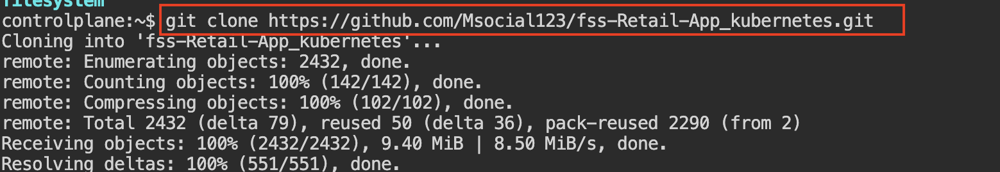 filesystem
controlplane:~$ git clone https://github.com/Msocial123/fss-Retail-App_kubernetes.git
Cloning into 'fss-Retail-App_kubernetes'...
remote: Enumerating objects: 2432, done.
remote: Counting objects: 100% (142/142), done.
remote: Compressing objects: 100% (102/102), done.
remote: Total 2432 (delta 79), reused 50 (delta 36), pack-reused 2290 (from 2)
Receiving objects: 100% (2432/2432), 9.40 MiB | 8.50 MiB/s, done.
Resolving deltas: 100% (551/551), done.